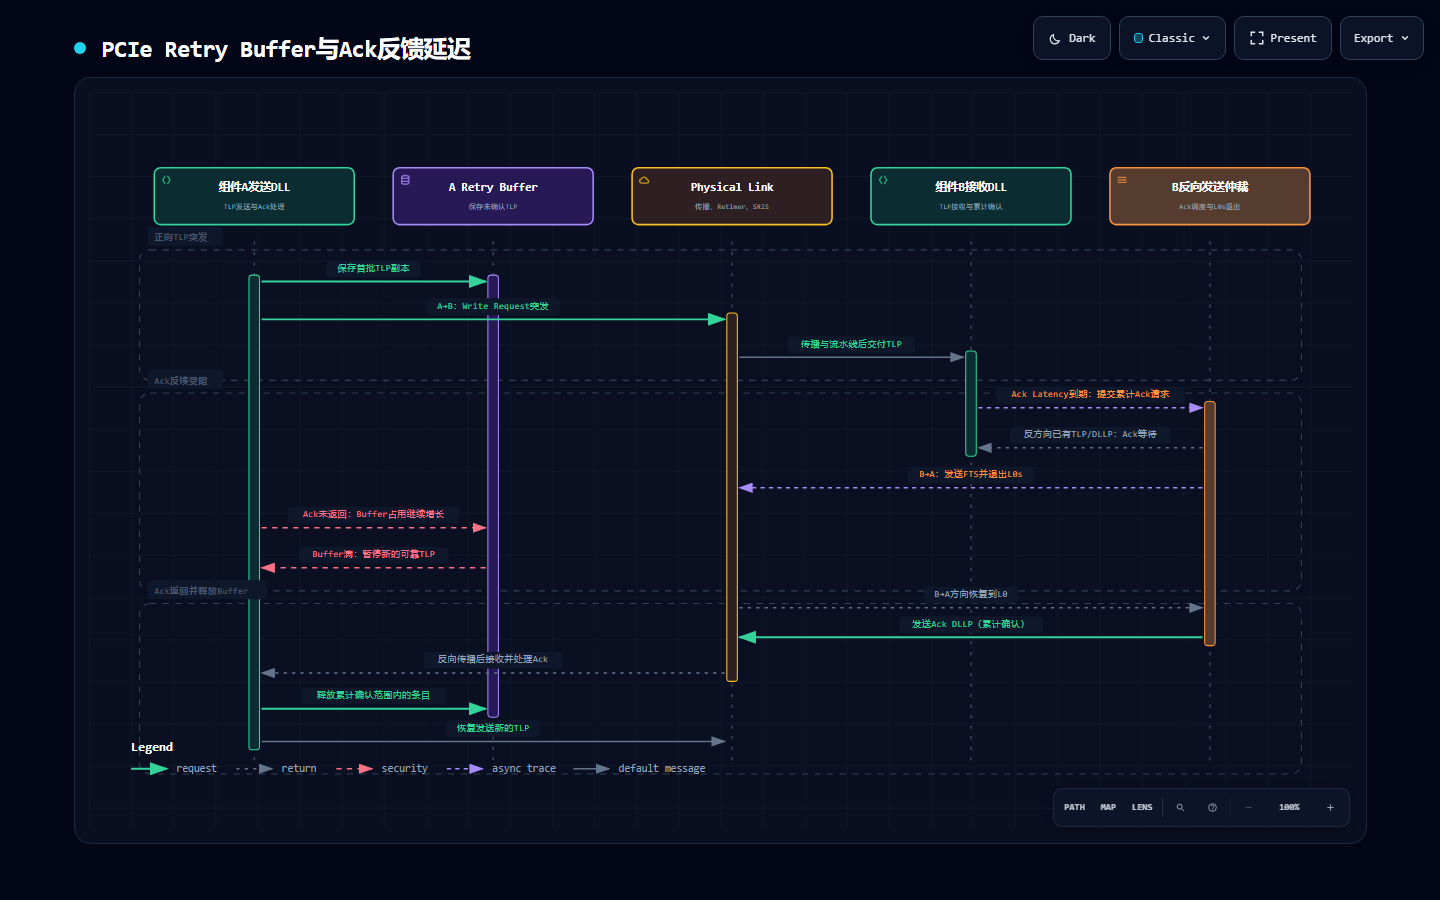 PCIe Retry Buffer与Ack反馈延迟
Dark
Classic
Present
Export
组件A发送DLL
TLP发送与Ack处理
A Retry Buffer
保存未确认TLP
Physical Link
传播、Retimer、SRIS
组件B接收DLL
TLP接收与累计确认
B反向发送仲裁
Ack调度与L0s退出
正向TLP突发
保存首批TLP副本
A→B: Write Request突发
传播与流水线后交付TLP
Ack反馈受阻
Ack Latency到期: 提交累计Ack请求
反方向已有TLP/DLLP: Ack等待
B→A: 发送FTS并退出L0s
Ack未返回: Buffer占用继续增长
Buffer满: 暂停新的可靠TLP
Ack返回并释放Buffer
B→A方向恢复到L0
发送Ack DLLP（累计确认）
反向传播后接收并处理Ack
释放累计确认范围内的条目
恢复发送新的TLP
Legend
request
return
security
async trace
default message
PATH
MAP
LENS
100%